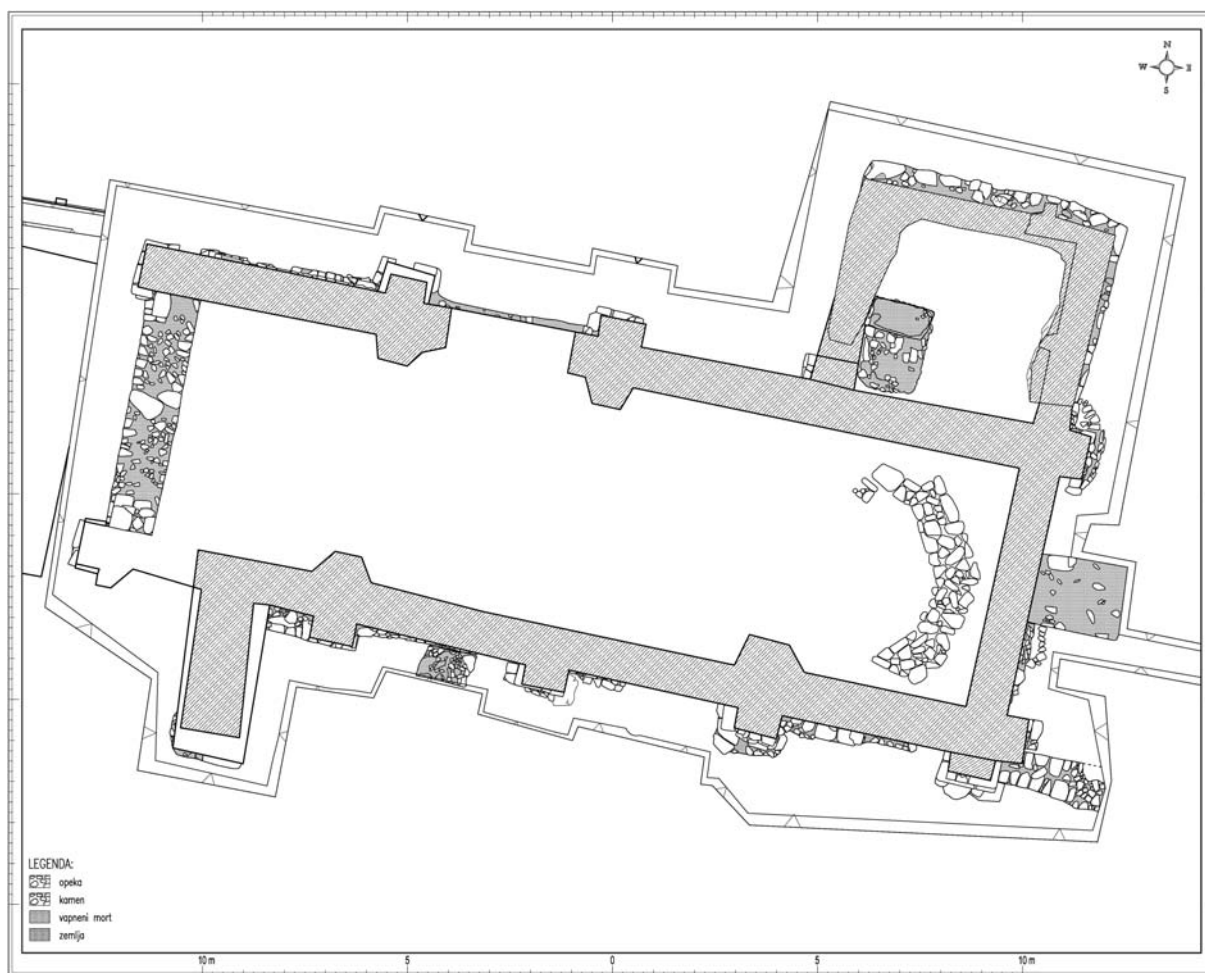 N
W E
S
LEGENDA:
opeka
kamen
vapneni mort
zemlja
10 m 5 0 5 10 m